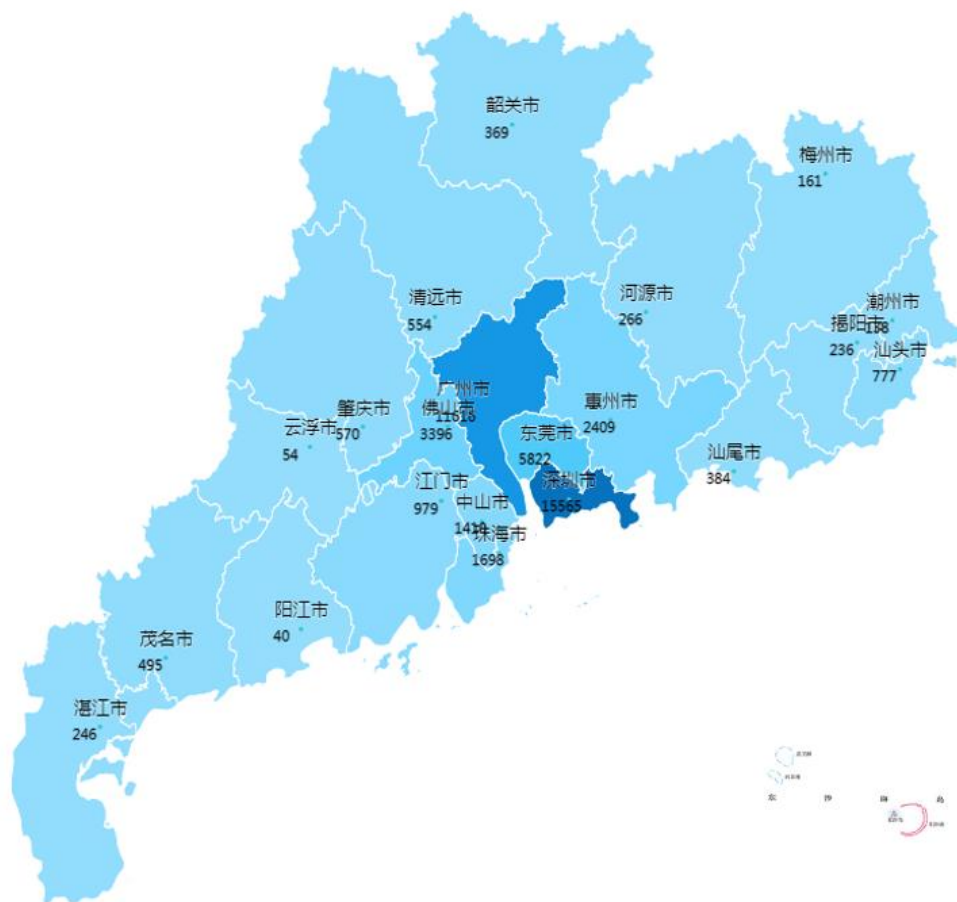 韶关市
369
梅州市
161
清远市
554
河源市
266
潮州市
揭阳市
236
汕头市
777
广州市
11618
佛山市
3396
肇庆市
570
云浮市
54
惠州市
2409
东莞市
5822
汕尾市
384
江门市
979
深圳市
15565
中山市
珠海市
1698
阳江市
40
茂名市
495
湛江市
246
东 沙 群 岛